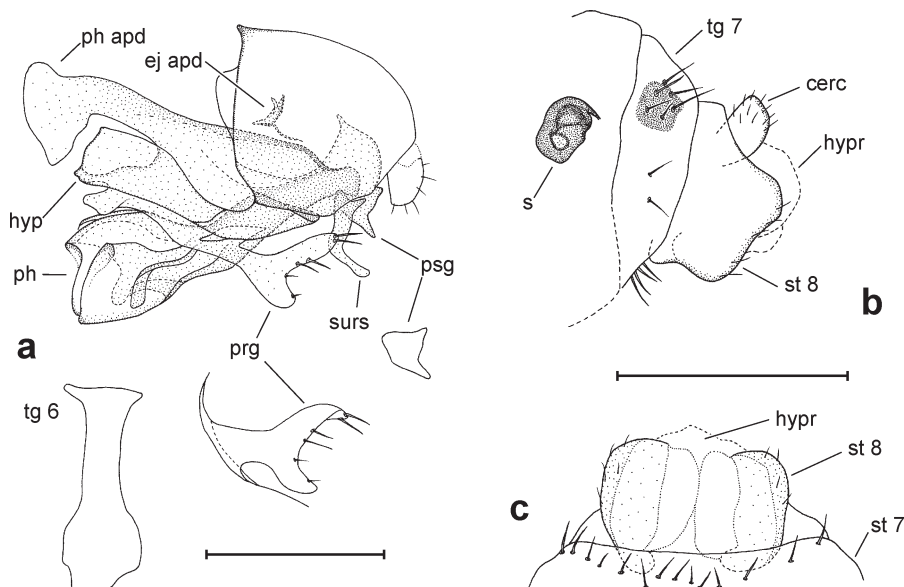 ph apd
ej apd
hyp
ph
psg
surs
prg
a
tg 6
tg 7
cerc
hypr
s
st 8
b
hypr
st 8
c
st 7